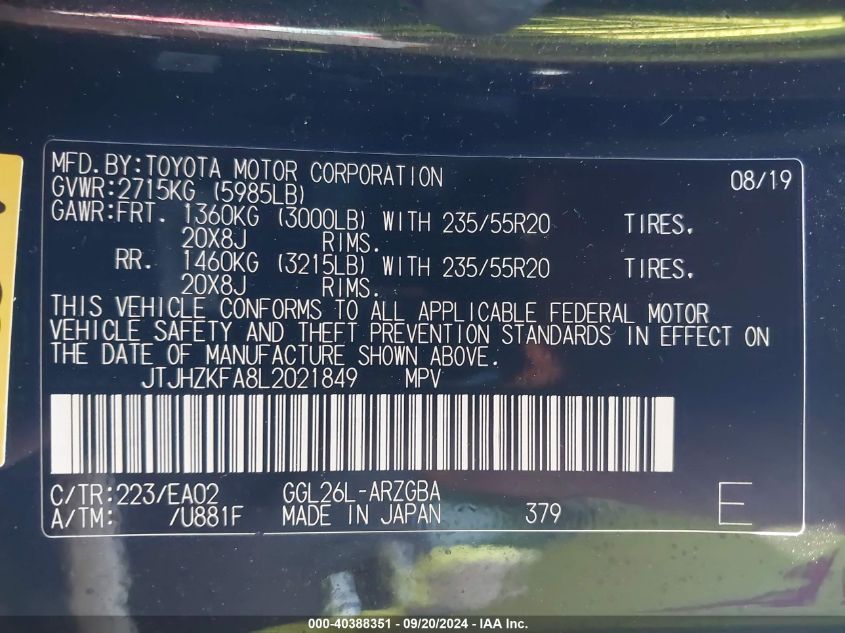 MFD.BY:TOYOTA MOTOR CORPORATION 08/19
GVWR:2715KG (5985LB)
GAWR:FRT. 1360KG (3000LB) WITH 235/55R20 TIRES.
20X8J RIMS.
RR. 1460KG (3215LB) WITH 235/55R20 TIRES.
20X8J RIMS.
THIS VEHICLE CONFORMS TO ALL APPLICABLE FEDERAL MOTOR
VEHICLE SAFETY AND THEFT PREVENTION STANDARDS IN EFFECT ON
THE DATE OF MANUFACTURE SHOWN ABOVE.
JTJHZKFA8L2021849 MPV
C/TR:223/EA02 GGL26L-ARZGBA E
A/TM: /U881F MADE IN JAPAN 379
000-40388351 - 09/20/2024 - IAA Inc.